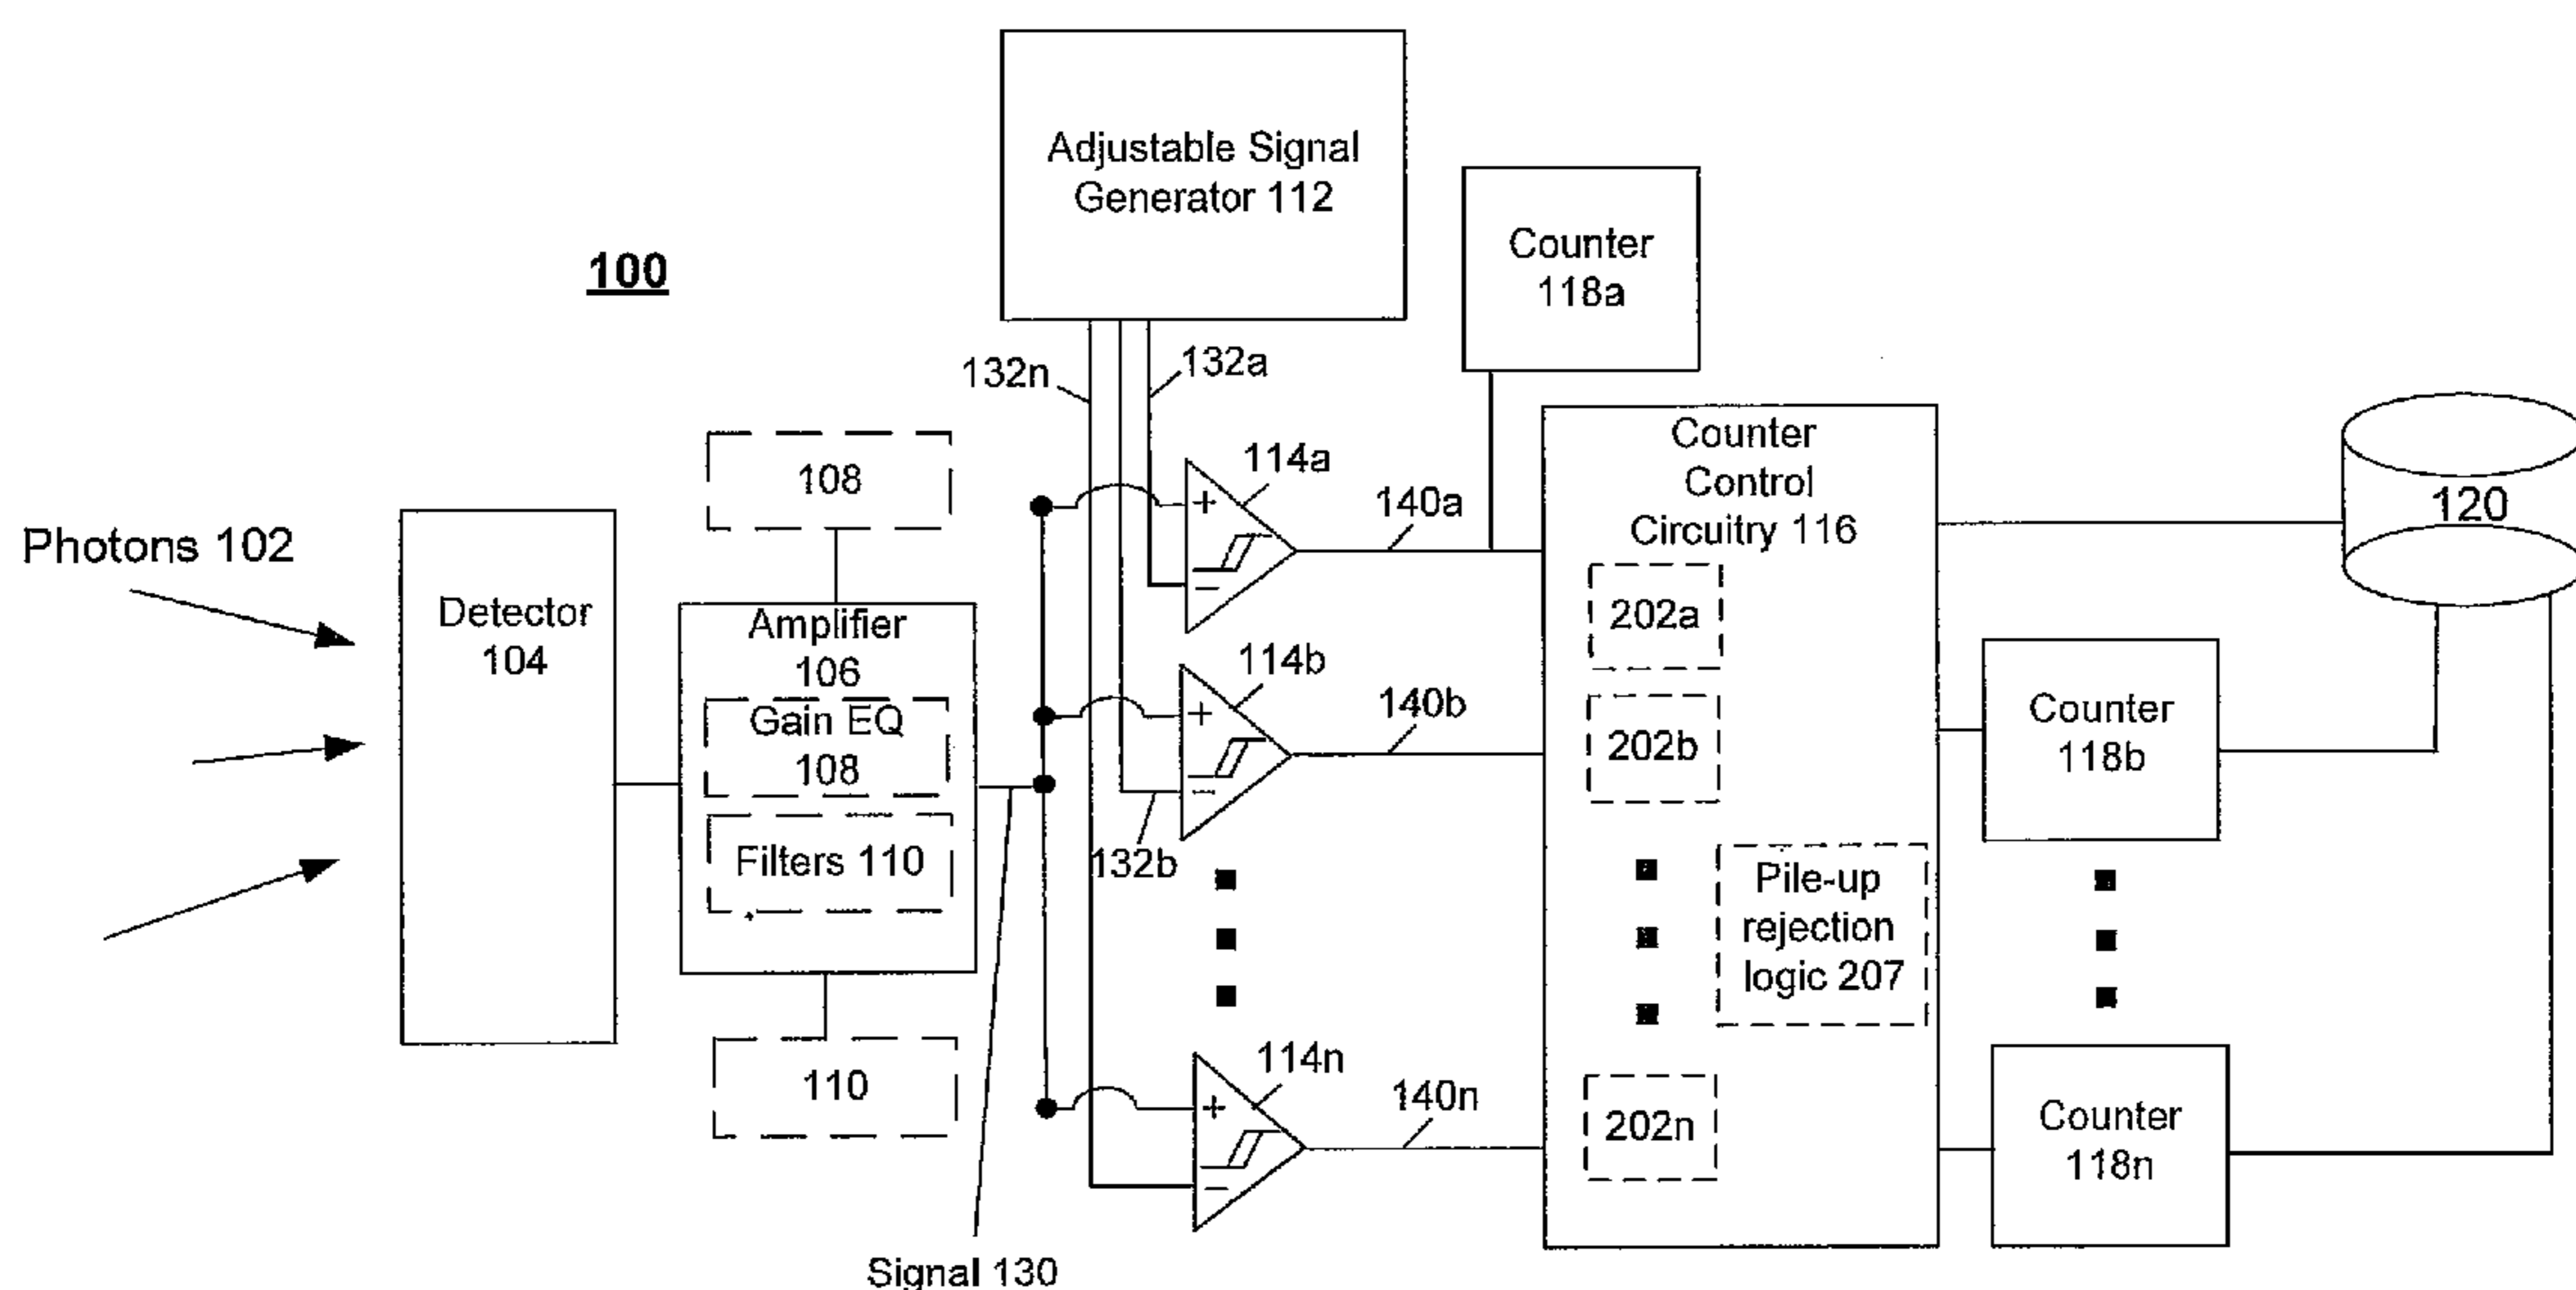 Adjustable Signal
Generator 112
Counter
118a
100
132n
132a
Counter
Control
Circuitry 116
108
114a
140a
120
Photons 102
Detector
104
Amplifier
106
Gain EQ
108
Filters 110
+
−
202a
114b
140b
+
−
202b
Counter
118b
132b
Pile-up
rejection
logic 207
110
114n
140n
+
−
202n
Counter
118n
Signal 130